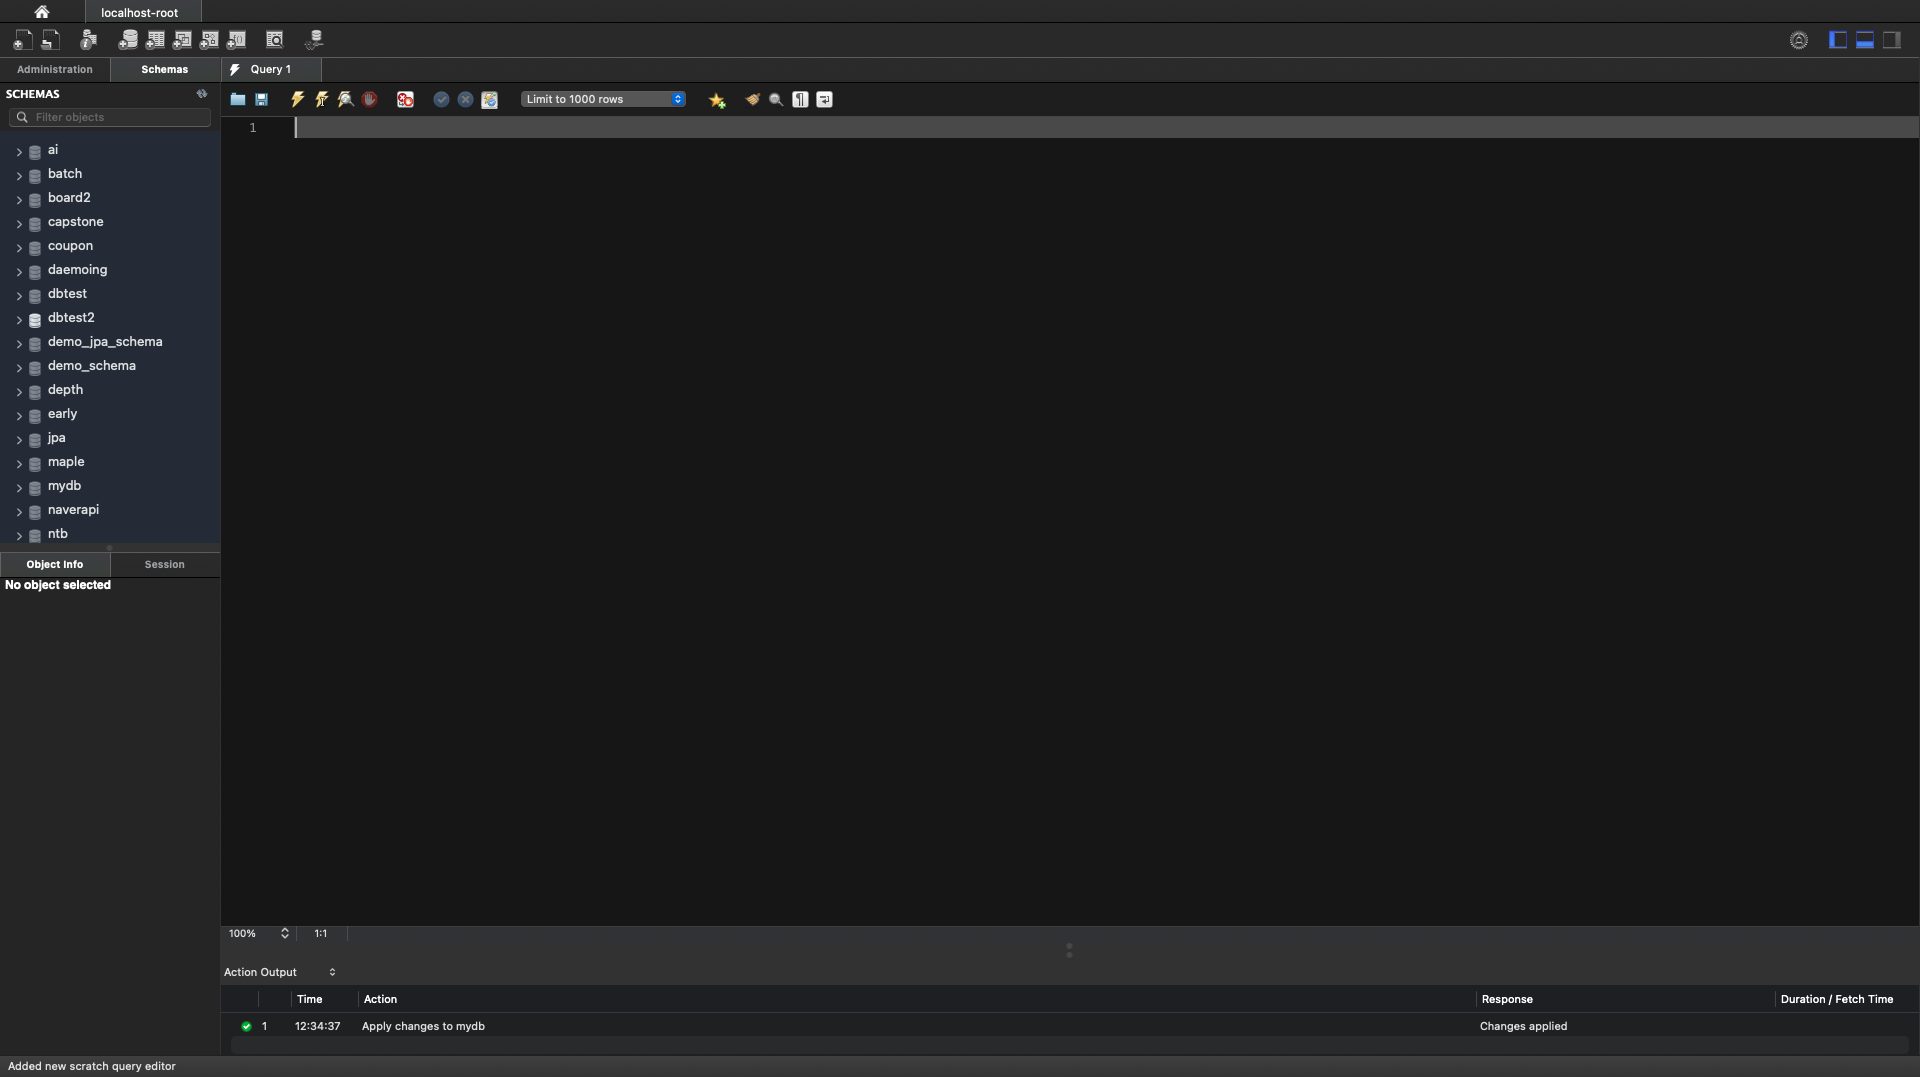 localhost-root
Administration
Schemas
Query 1
SCHEMAS
Filter objects
Limit to 1000 rows
1
ai
batch
board2
capstone
coupon
daemoing
dbtest
dbtest2
demo_jpa_schema
demo_schema
depth
early
jpa
maple
mydb
naverapi
ntb
Object Info
Session
No object selected
100%
1:1
Action Output
Time
Action
Response
Duration / Fetch Time
1
12:34:37
Apply changes to mydb
Changes applied
Added new scratch query editor